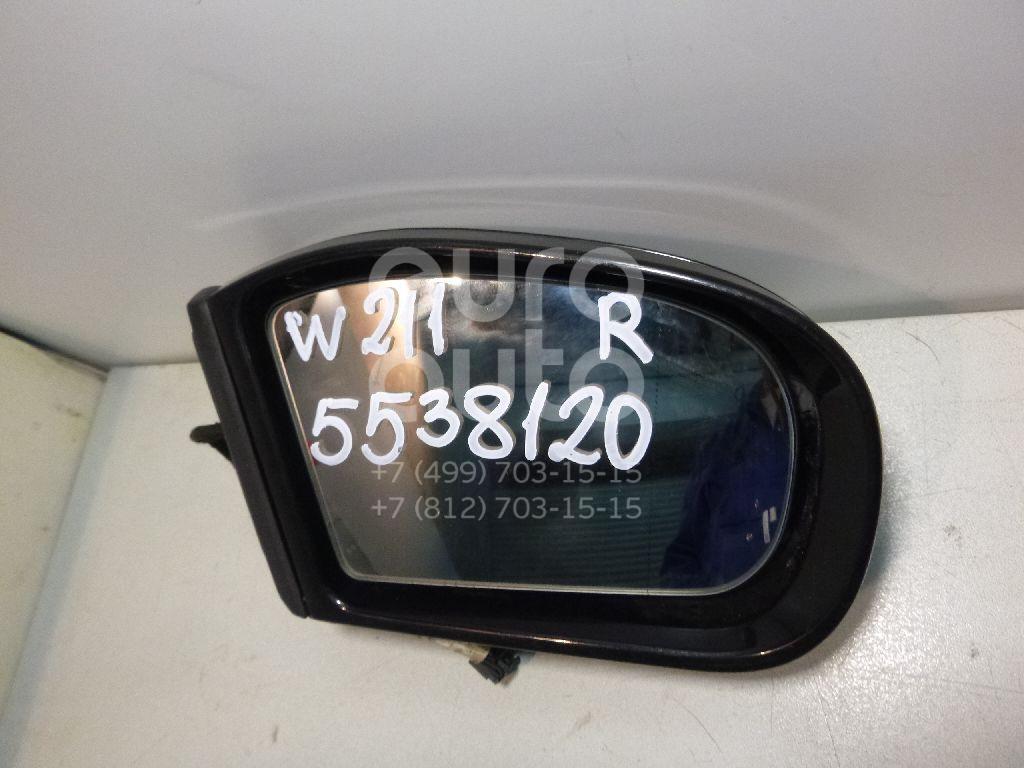 euro
auto
W 211 R
5538120
+7 (499) 703-15-15
+7 (812) 703-15-15